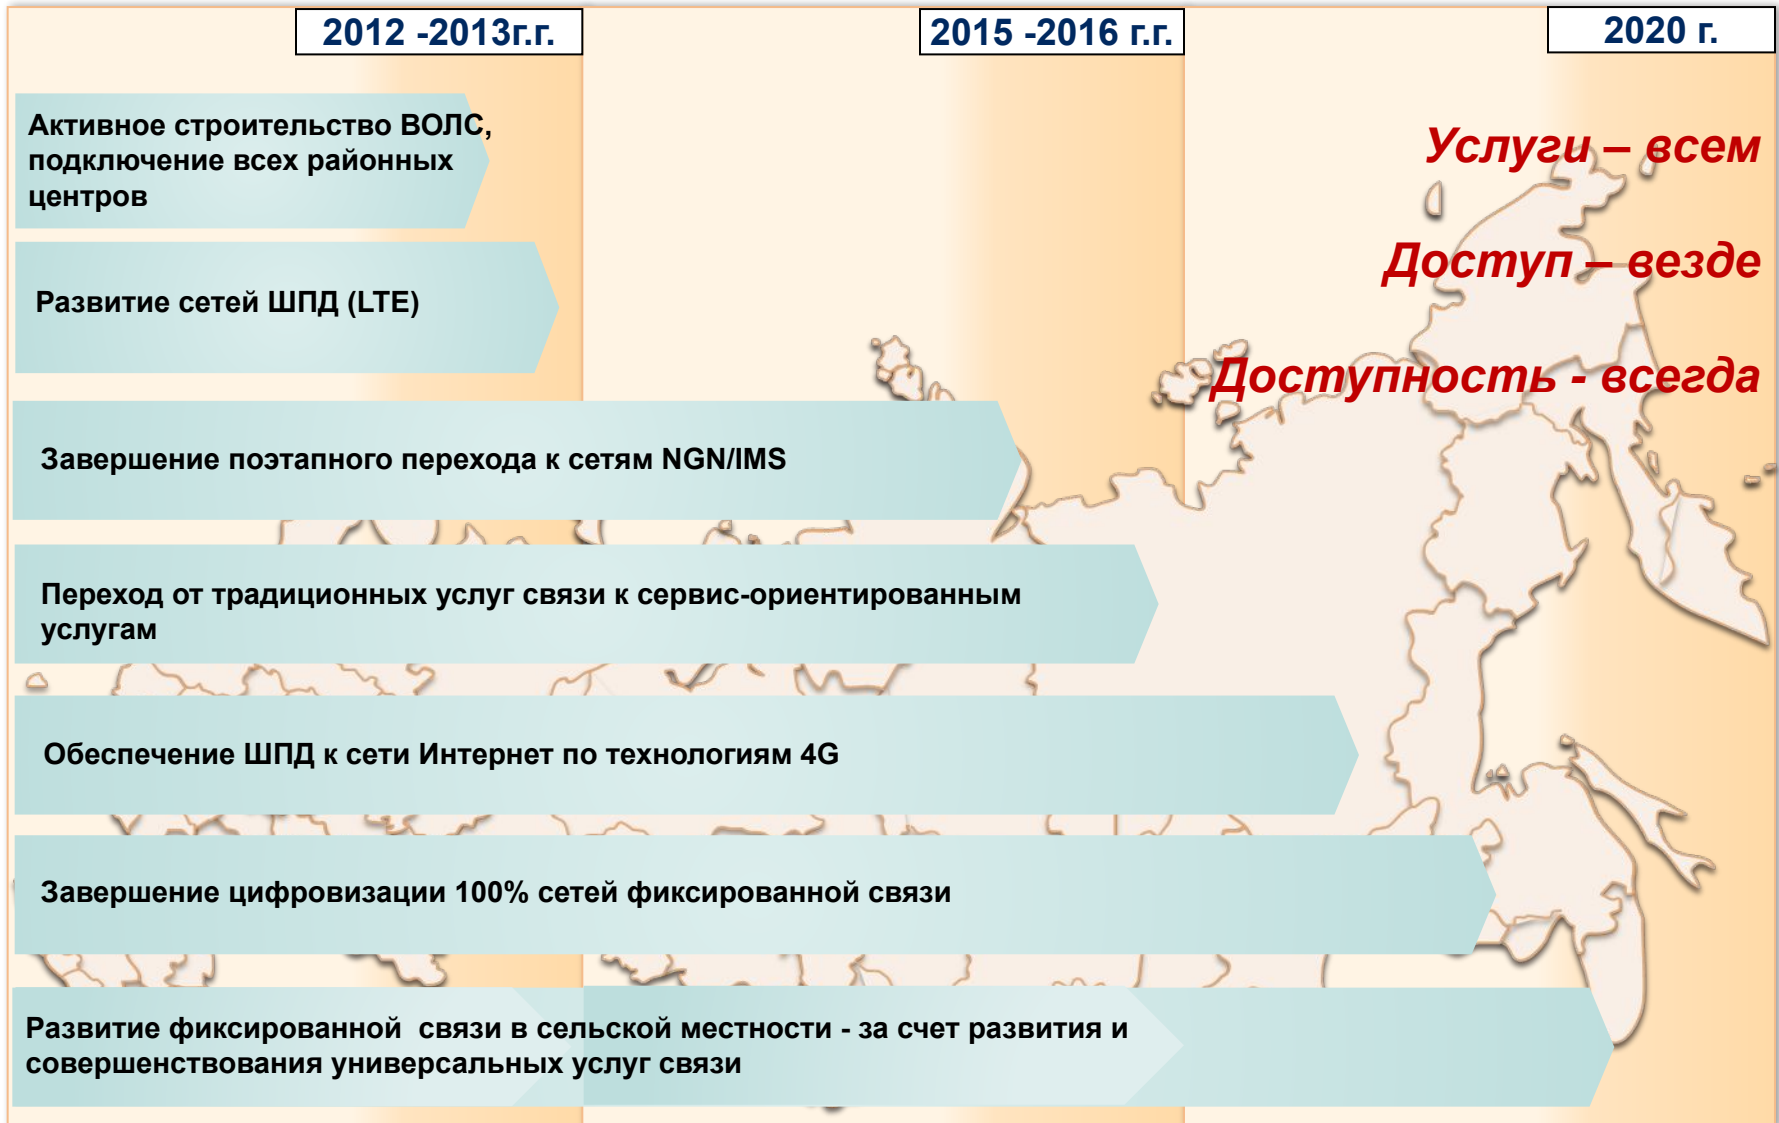 2012 -2013г.г.
2015 -2016 г.г.
2020 г.
Активное строительство ВОЛС,
подключение всех районных
центров
Услуги – всем
Развитие сетей ШПД (LTE)
Доступ – везде
Доступность - всегда
Завершение поэтапного перехода к сетям NGN/IMS
Переход от традиционных услуг связи к сервис-ориентированным
услугам
Обеспечение ШПД к сети Интернет по технологиям 4G
Завершение цифровизации 100% сетей фиксированной связи
Развитие фиксированной  связи в сельской местности - за счет развития и
совершенствования универсальных услуг связи